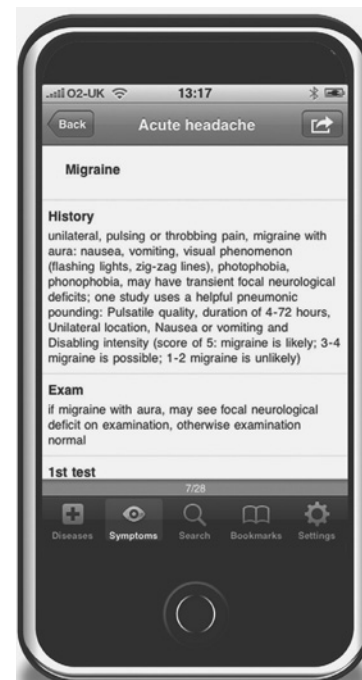 O2-UK 13:17
Back Acute headache
Migraine
History
unilateral, pulsing or throbbing pain, migraine with
aura: nausea, vomiting, visual phenomenon
(flashing lights, zig-zag lines), photophobia,
phonophobia, may have transient focal neurological
deficits; one study uses a helpful pneumonic
pounding: Pulsatile quality, duration of 4-72 hours,
Unilateral location, Nausea or vomiting and
Disabling intensity (score of 5: migraine is likely; 3-4
migraine is possible; 1-2 migraine is unlikely)
Exam
if migraine with aura, may see focal neurological
deficit on examination, otherwise examination
normal
1st test
7/28
Diseases Symptoms Search Bookmarks Settings